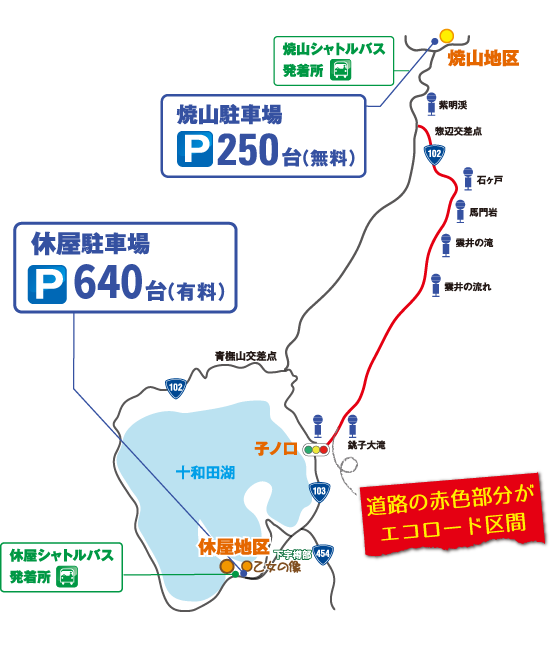 焼山シャトルバス
発着所
焼山地区
焼山駐車場
P 250台(無料)
紫明渓
惣辺交差点
102
石ヶ戸
馬門岩
雲井の滝
雲井の流れ
休屋駐車場
P 640台(有料)
青橅山交差点
102
子ノ口
銚子大滝
十和田湖
103
道路の赤色部分が
エコロード区間
休屋地区
下宇樽部
454
乙女の像
休屋シャトルバス
発着所